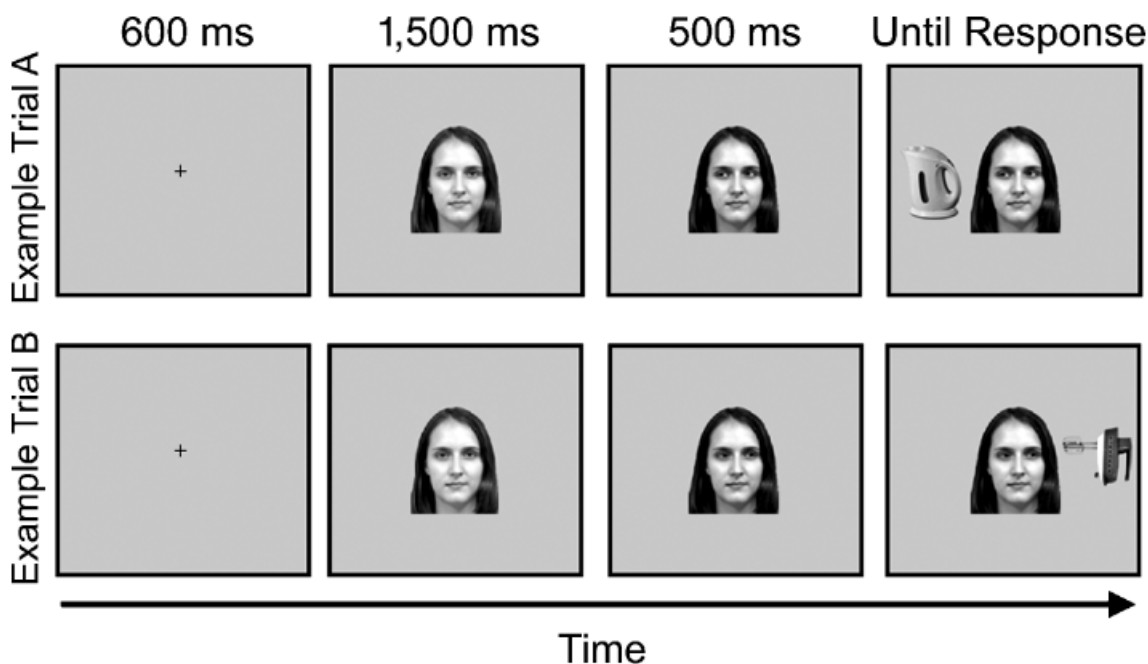 600 ms
1,500 ms
500 ms
Until Response
Example Trial A
Example Trial B
Time